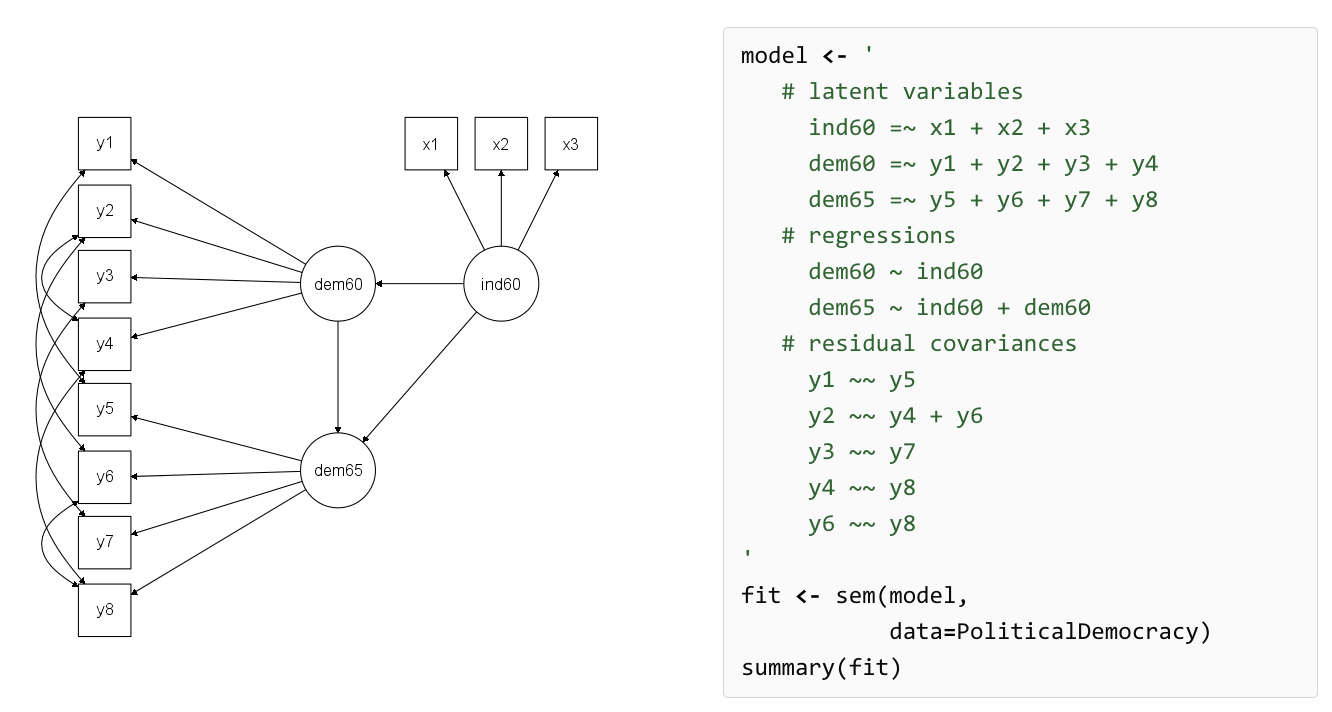 y1
y2
y3
y4
y5
y6
y7
y8
x1
x2
x3
dem60
ind60
dem65
model <- '
# latent variables
ind60 =~ x1 + x2 + x3
dem60 =~ y1 + y2 + y3 + y4
dem65 =~ y5 + y6 + y7 + y8
# regressions
dem60 ~ ind60
dem65 ~ ind60 + dem60
# residual covariances
y1 ~~ y5
y2 ~~ y4 + y6
y3 ~~ y7
y4 ~~ y8
y6 ~~ y8
'
fit <- sem(model,
data=PoliticalDemocracy)
summary(fit)